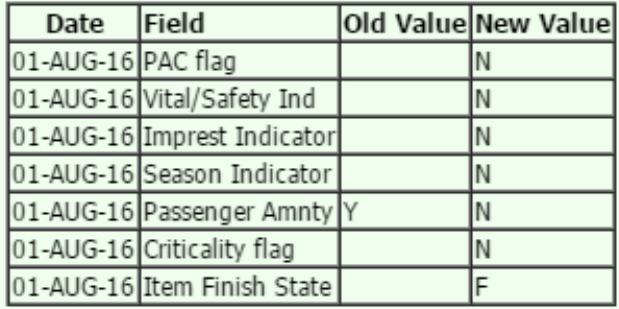 Date Field Old Value New Value
01-AUG-16 PAC flag N
01-AUG-16 Vital/Safety Ind N
01-AUG-16 Imprest Indicator N
01-AUG-16 Season Indicator N
01-AUG-16 Passenger Amnty Y N
01-AUG-16 Criticality flag N
01-AUG-16 Item Finish State F